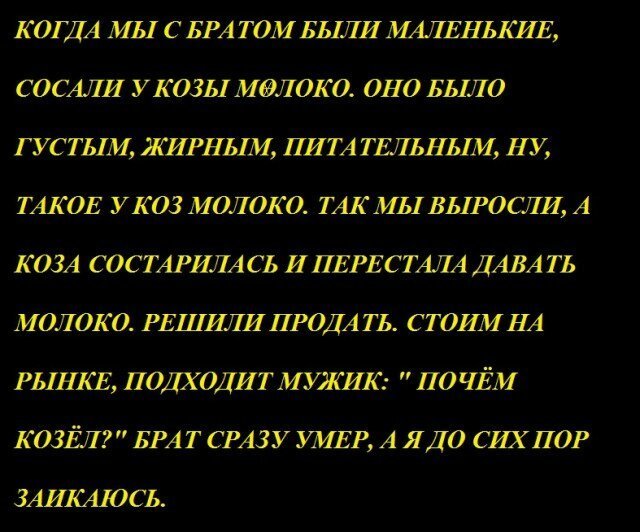 КОГДА МЫ С БРАТОМ БЫЛИ МАЛЕНЬКИЕ,
СОСАЛИ У КОЗЫ МОЛОКО. ОНО БЫЛО
ГУСТЫМ, ЖИРНЫМ, ПИТАТЕЛЬНЫМ, НУ,
ТАКОЕ У КОЗ МОЛОКО. ТАК МЫ ВЫРОСЛИ, А
КОЗА СОСТАРИЛАСЬ И ПЕРЕСТАЛА ДАВАТЬ
МОЛОКО. РЕШИЛИ ПРОДАТЬ. СТОИМ НА
РЫНКЕ, ПОДХОДИТ МУЖИК: " ПОЧЁМ
КОЗЁЛ?" БРАТ СРАЗУ УМЕР, А Я ДО СИХ ПОР
ЗАИКАЮСЬ.